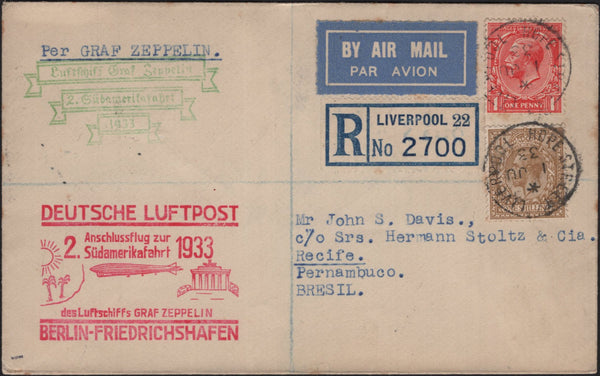 Per GRAF ZEPPELIN.
Luftschiff Graf Zeppelin
2. Südamerikafahrt
1933
BY AIR MAIL
PAR AVION
ONE PENNY
R
LIVERPOOL 22
No 2700
DEUTSCHE LUFTPOST
2. Anschlussflug zur Südamerikafahrt 1933
des Luftschiffs GRAF ZEPPELIN
BERLIN-FRIEDRICHSHAFEN
Mr John S. Davis.,
c/o Srs. Hermann Stoltz & Cia.
Recife.
Pernambuco.
BRESIL.